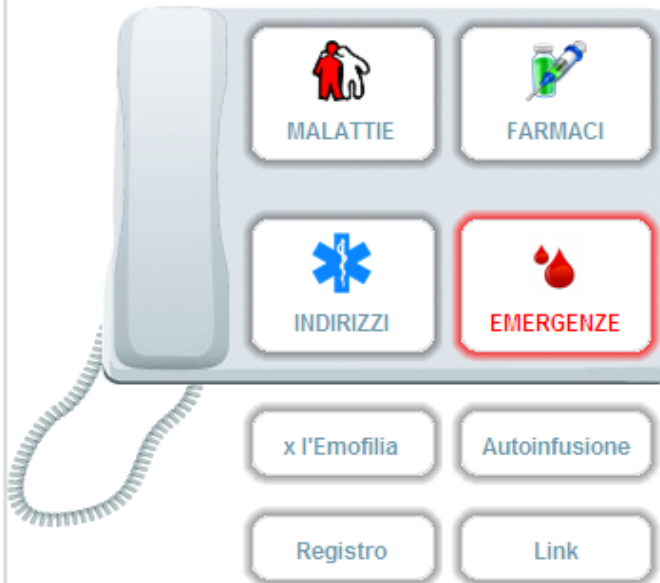 MALATTIE
FARMACI
INDIRIZZI
EMERGENZE
x l'Emofilia
Autoinfusione
Registro
Link